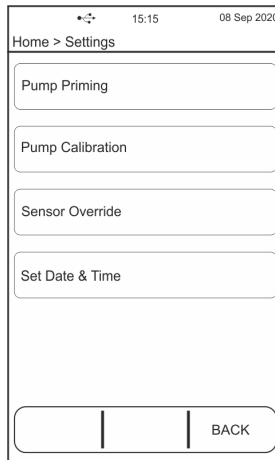 15:15 08 Sep 2020
Home > Settings
Pump Priming
Pump Calibration
Sensor Override
Set Date & Time
BACK